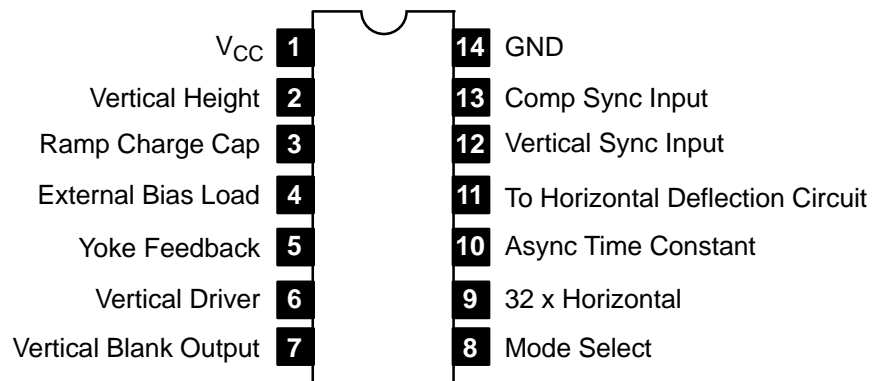 V_CC 1 14 GND
Vertical Height 2 13 Comp Sync Input
Ramp Charge Cap 3 12 Vertical Sync Input
External Bias Load 4 11 To Horizontal Deflection Circuit
Yoke Feedback 5 10 Async Time Constant
Vertical Driver 6 9 32 x Horizontal
Vertical Blank Output 7 8 Mode Select